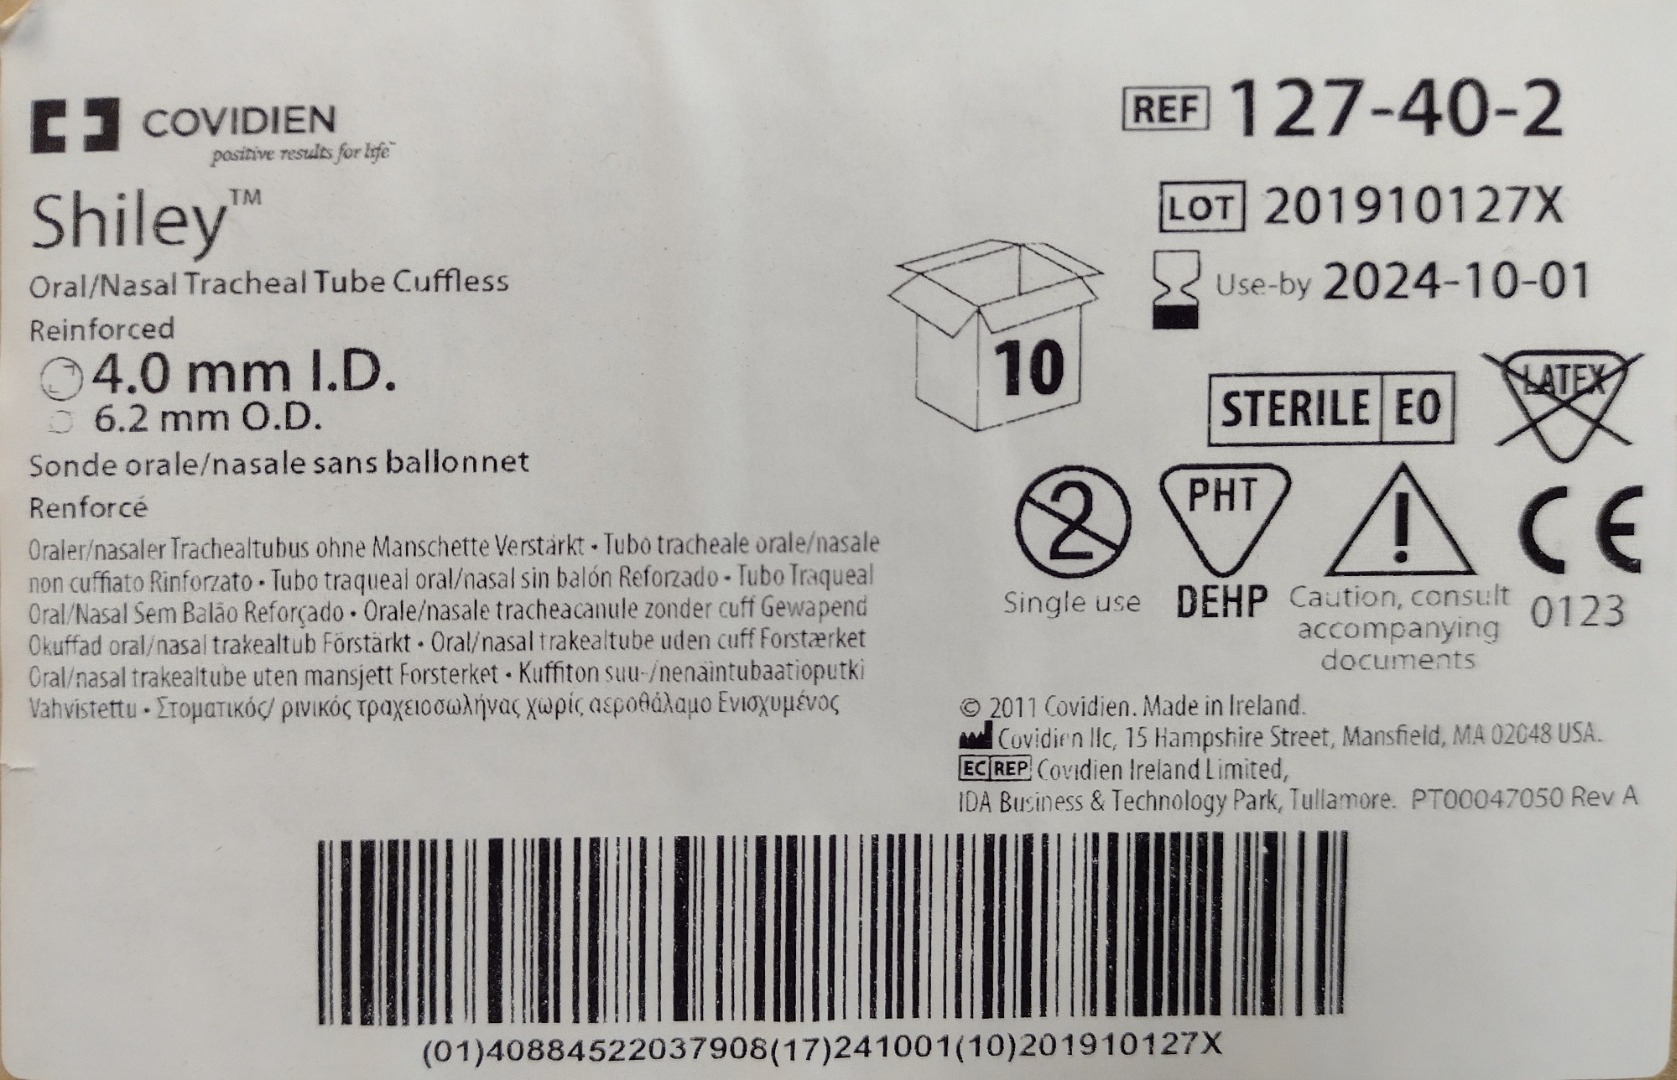 COVIDIEN
positive results for life™
Shiley™
Oral/Nasal Tracheal Tube Cuffless
Reinforced
4.0 mm I.D.
6.2 mm O.D.
Sonde orale/nasale sans ballonnet
Renforcé
Oraler/nasaler Trachealtubus ohne Manschette Verstärkt • Tubo tracheale orale/nasale
non cuffiato Rinforzato • Tubo traqueal oral/nasal sin balón Reforzado • Tubo Traqueal
Oral/Nasal Sem Balão Reforçado • Orale/nasale tracheacanule zonder cuff Gewapend
Okuffad oral/nasal trakealtub Förstärkt • Oral/nasal trakealtube uden cuff Forstærket
Oral/nasal trakealtube uten mansjett Forsterket • Kuffiton suu-/nenäintubaatioputki
Vahvistettu • Στοματικός/ ρινικός τραχειοσωλήνας χωρίς αεροθάλαμο Ενισχυμένος
REF 127-40-2
LOT 201910127X
Use-by 2024-10-01
10
STERILE EO
LATEX
2
Single use
PHT
DEHP
!
Caution, consult
accompanying
documents
CE
0123
© 2011 Covidien. Made in Ireland.
Covidien llc, 15 Hampshire Street, Mansfield, MA 02048 USA.
EC REP Covidien Ireland Limited,
IDA Business & Technology Park, Tullamore. PT00047050 Rev A
(01)40884522037908(17)241001(10)201910127X